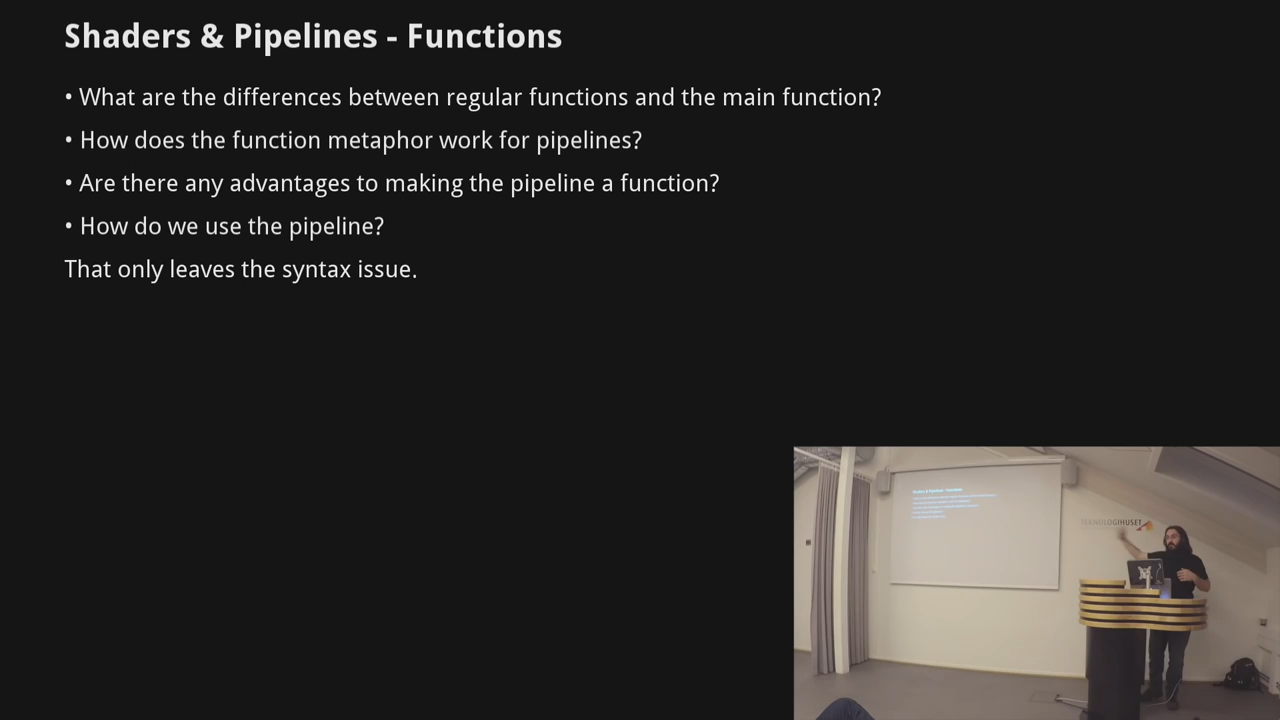 Shaders & Pipelines - Functions
• What are the differences between regular functions and the main function?
• How does the function metaphor work for pipelines?
• Are there any advantages to making the pipeline a function?
• How do we use the pipeline?
That only leaves the syntax issue.
TEKNOLOGIHUSET